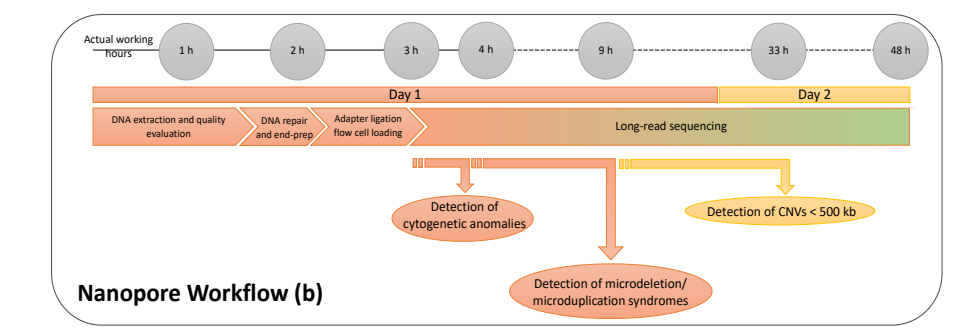 Actual working
hours
1 h
2 h
3 h
4 h
9 h
33 h
48 h
Day 1
Day 2
DNA extraction and quality
evaluation
DNA repair
and end-prep
Adapter ligation
flow cell loading
Long-read sequencing
Detection of
cytogenetic anomalies
Detection of CNVs < 500 kb
Detection of microdeletion/
microduplication syndromes
Nanopore Workflow (b)